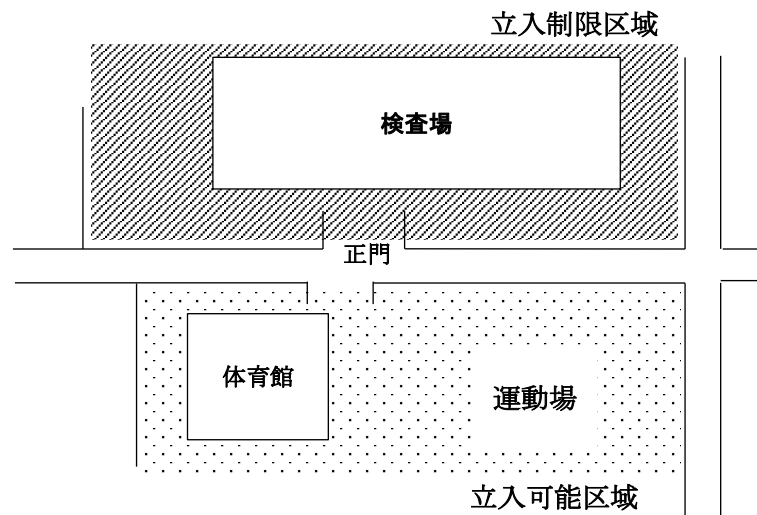 立入制限区域
検査場
正門
体育館
運動場
立入可能区域